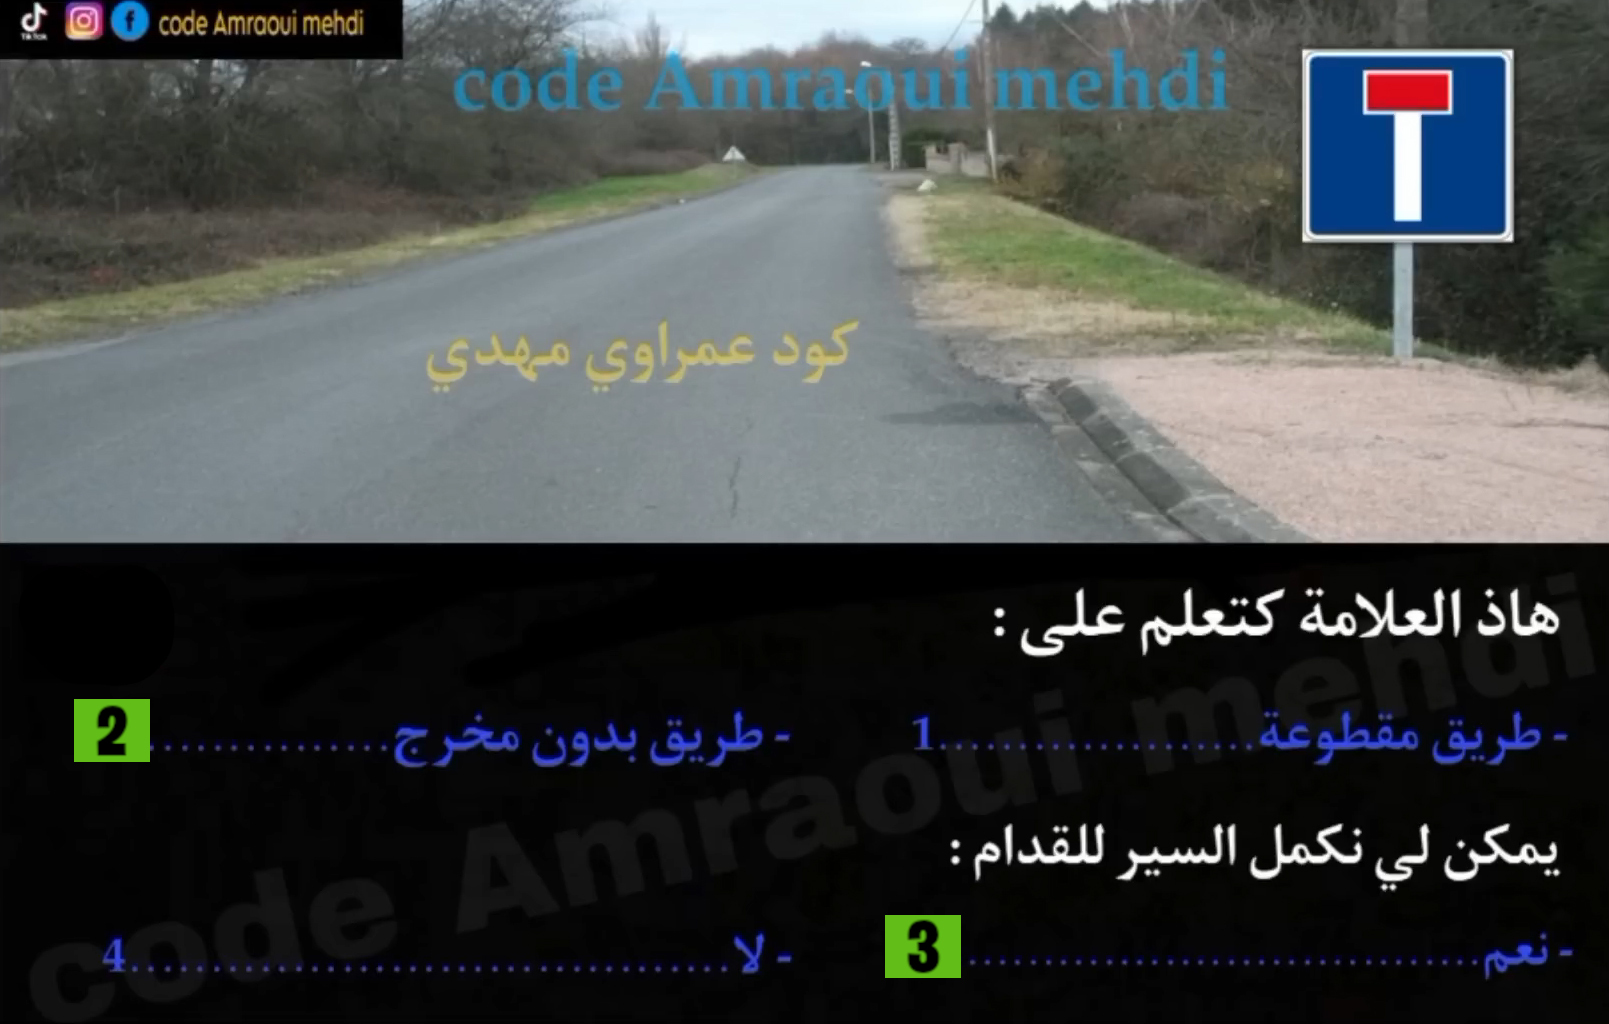 TikTok
code Amraoui mehdi
code Amraoui mehdi
كود عمراوي مهدي
هاذ العلامة كتعلم على :
- طريق مقطوعة......................1
- طريق بدون مخرج................2
يمكن لي نكمل السير للقدام :
- نعم....................................3
- لا..........................................4
code Amraoui mehdi